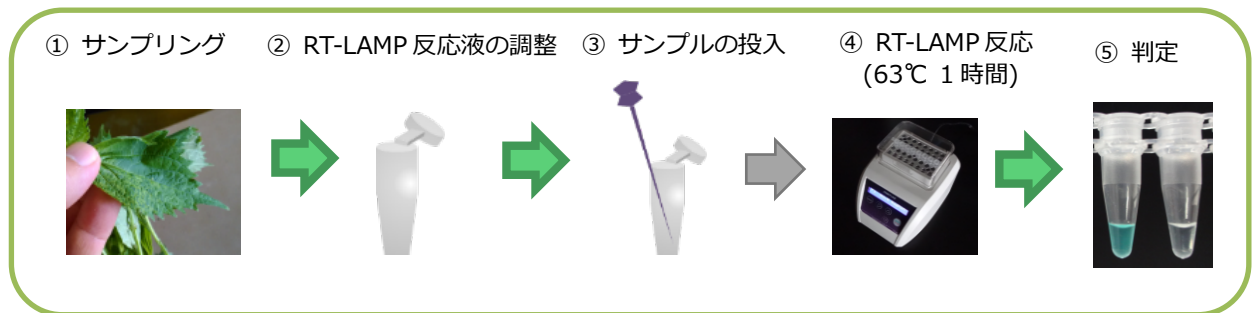 ① サンプリング
② RT-LAMP 反応液の調整
③ サンプルの投入
④ RT-LAMP 反応
(63℃ 1 時間)
⑤ 判定